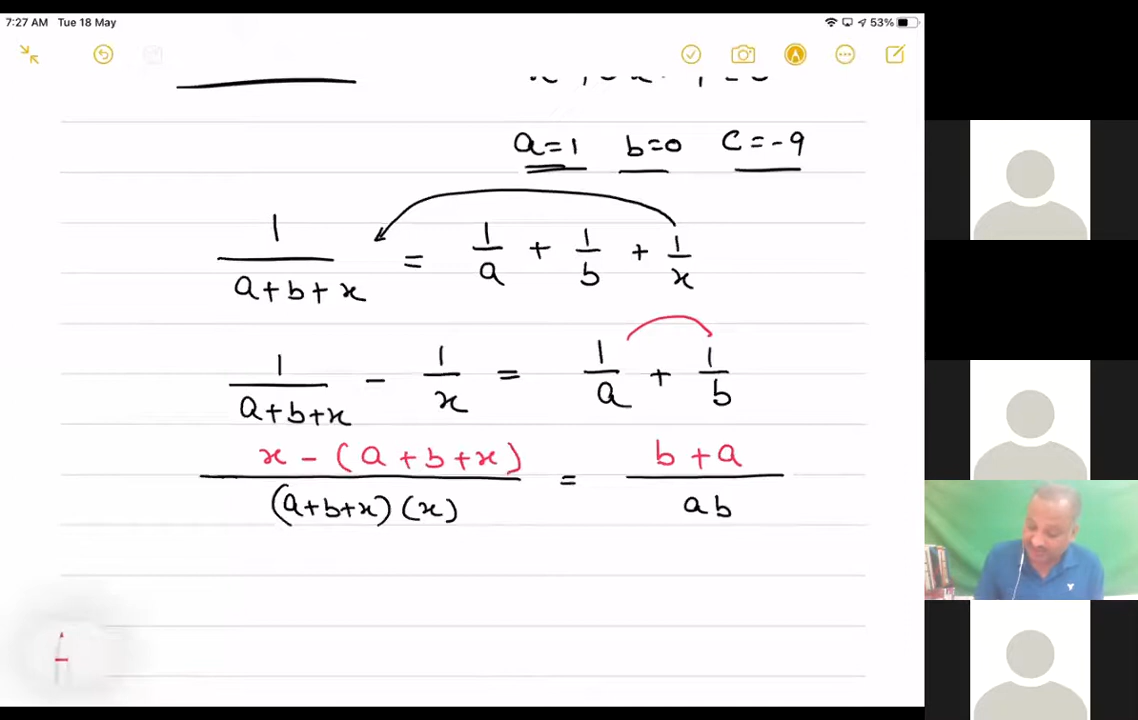 7:27 AM Tue 18 May 53%
a=1 b=0 c=-9
1/(a+b+x) = 1/a + 1/b + 1/x
1/(a+b+x) - 1/x = 1/a + 1/b
x-(a+b+x)/(a+b+x)(x) = b+a/ab